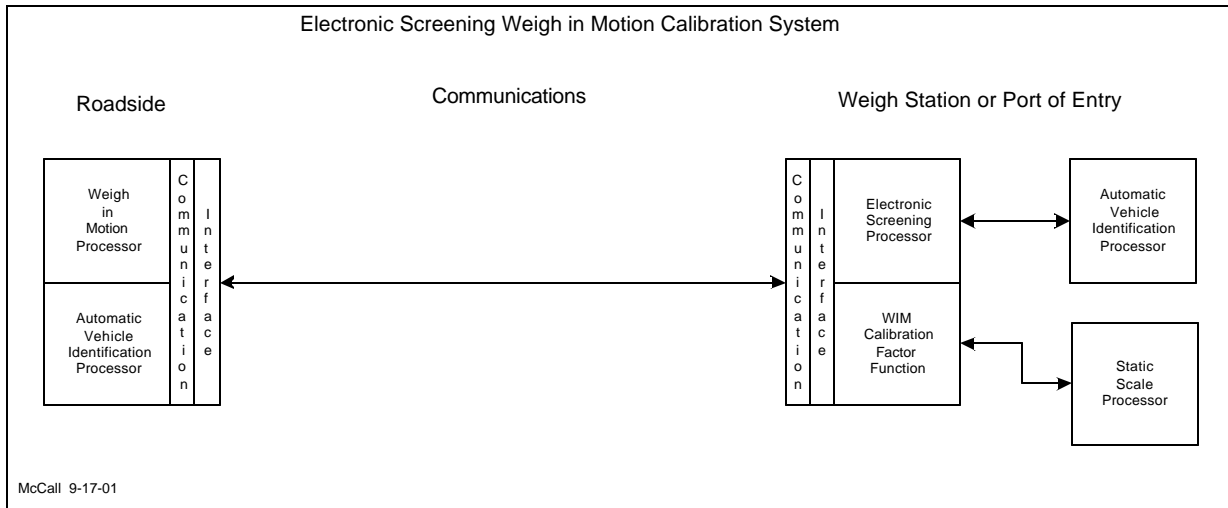 Electronic Screening Weigh in Motion Calibration System
Roadside
Communications
Weigh Station or Port of Entry
Weigh
in
Motion
Processor
Automatic
Vehicle
Identification
Processor
Communication
Interface
Communication
Interface
Electronic
Screening
Processor
WIM
Calibration
Factor
Function
Automatic
Vehicle
Identification
Processor
Static
Scale
Processor
McCall 9-17-01